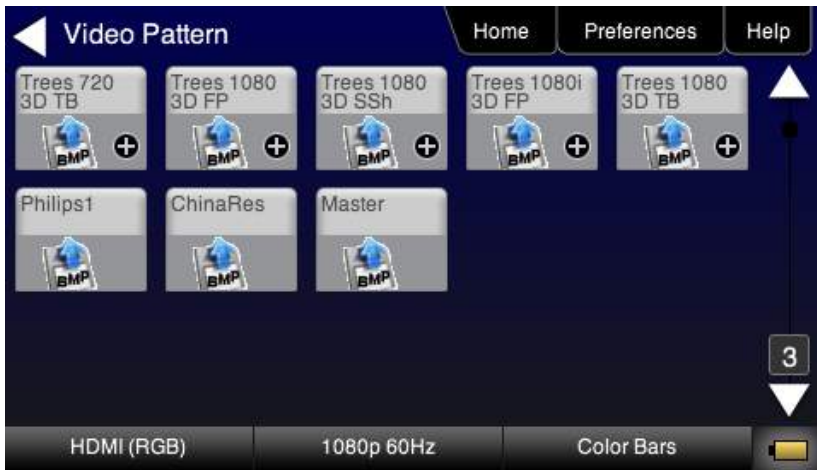 Video Pattern
Home
Preferences
Help
Trees 720
3D TB
Trees 1080
3D FP
Trees 1080
3D SSh
Trees 1080i
3D FP
Trees 1080
3D TB
BMP
BMP
BMP
BMP
BMP
Philips1
ChinaRes
Master
BMP
BMP
BMP
3
HDMI (RGB)
1080p 60Hz
Color Bars